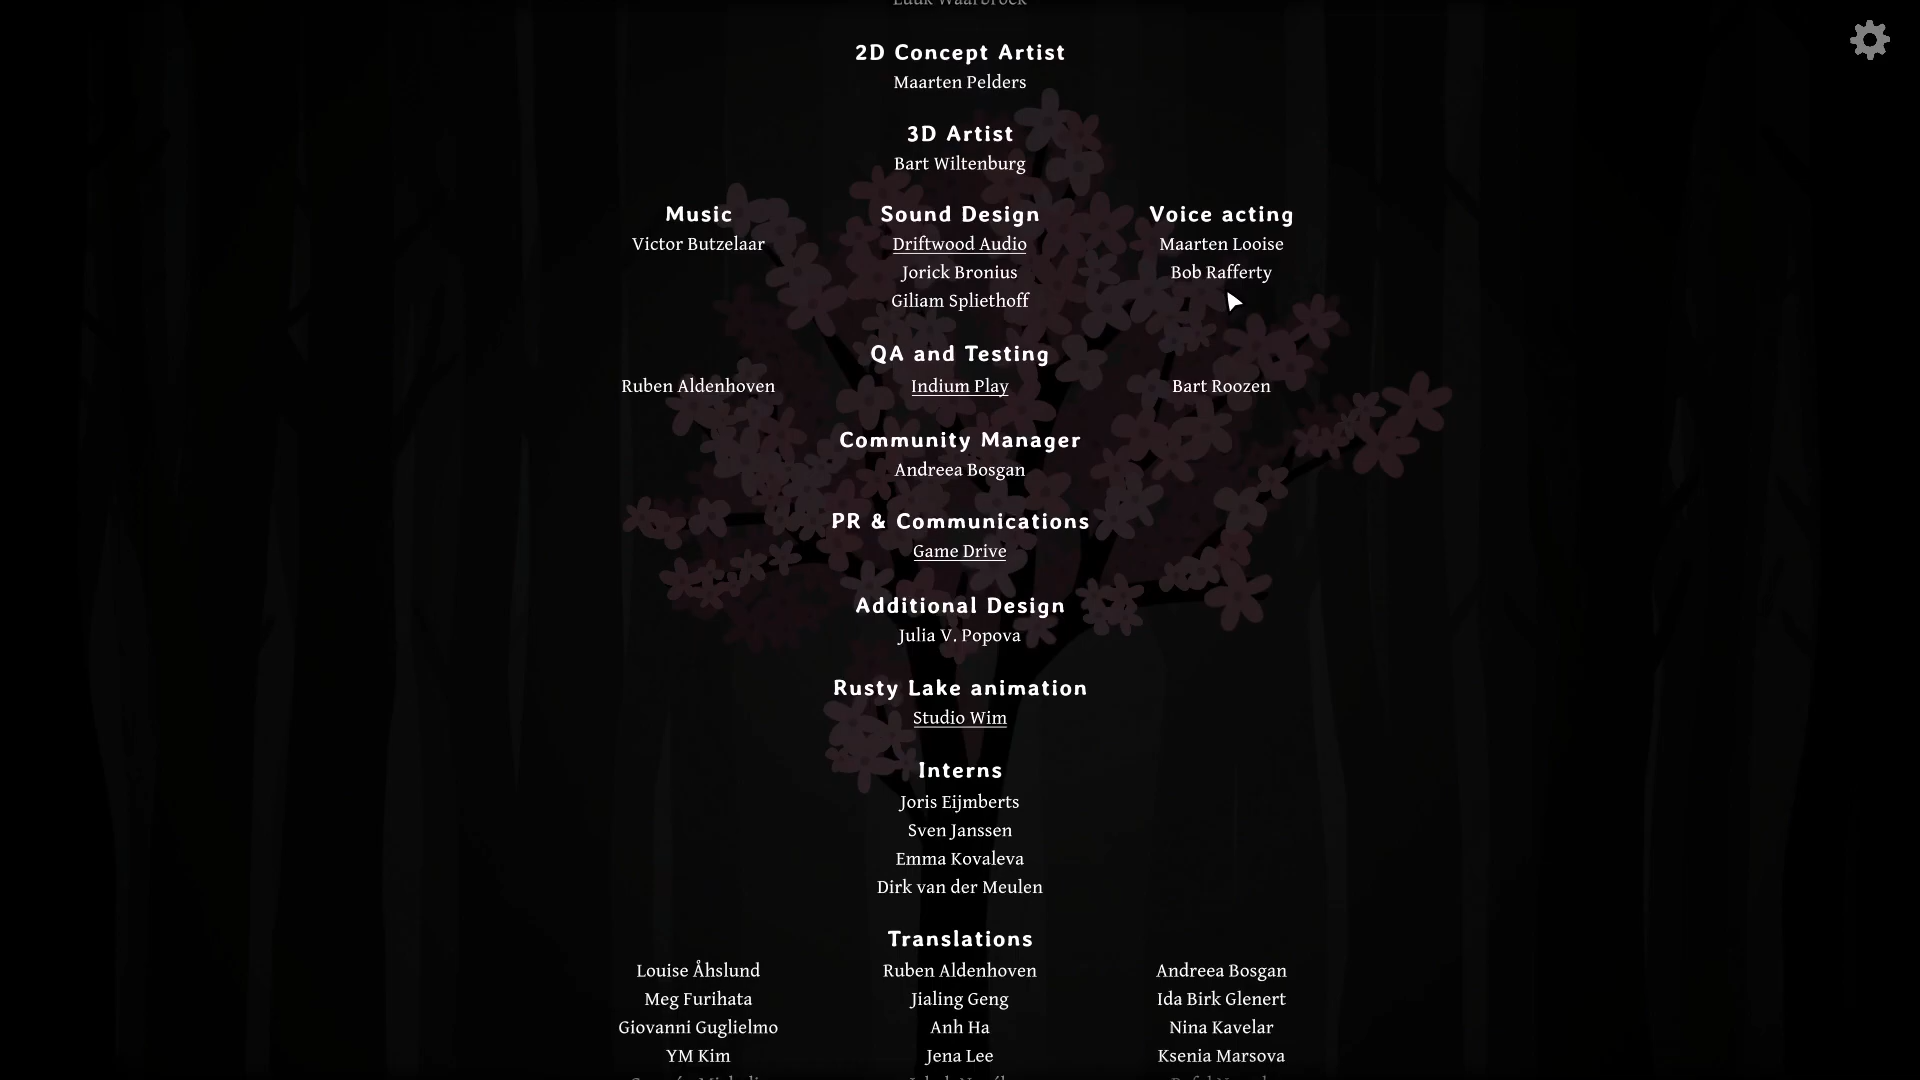 2D Concept Artist
Maarten Pelders
3D Artist
Bart Wiltenburg
Music
Victor Butzelaar
Sound Design
Driftwood Audio
Jorick Bronius
Giliam Spliethoff
Voice acting
Maarten Looise
Bob Rafferty
QA and Testing
Ruben Aldenhoven
Indium Play
Bart Roozen
Community Manager
Andreea Bosgan
PR & Communications
Game Drive
Additional Design
Julia V. Popova
Rusty Lake animation
Studio Wim
Interns
Joris Eijmberts
Sven Janssen
Emma Kovaleva
Dirk van der Meulen
Translations
Louise Åhslund
Meg Furihata
Giovanni Guglielmo
YM Kim
Ruben Aldenhoven
Jialing Geng
Anh Ha
Jena Lee
Andreea Bosgan
Ida Birk Glenert
Nina Kavelar
Ksenia Marsova